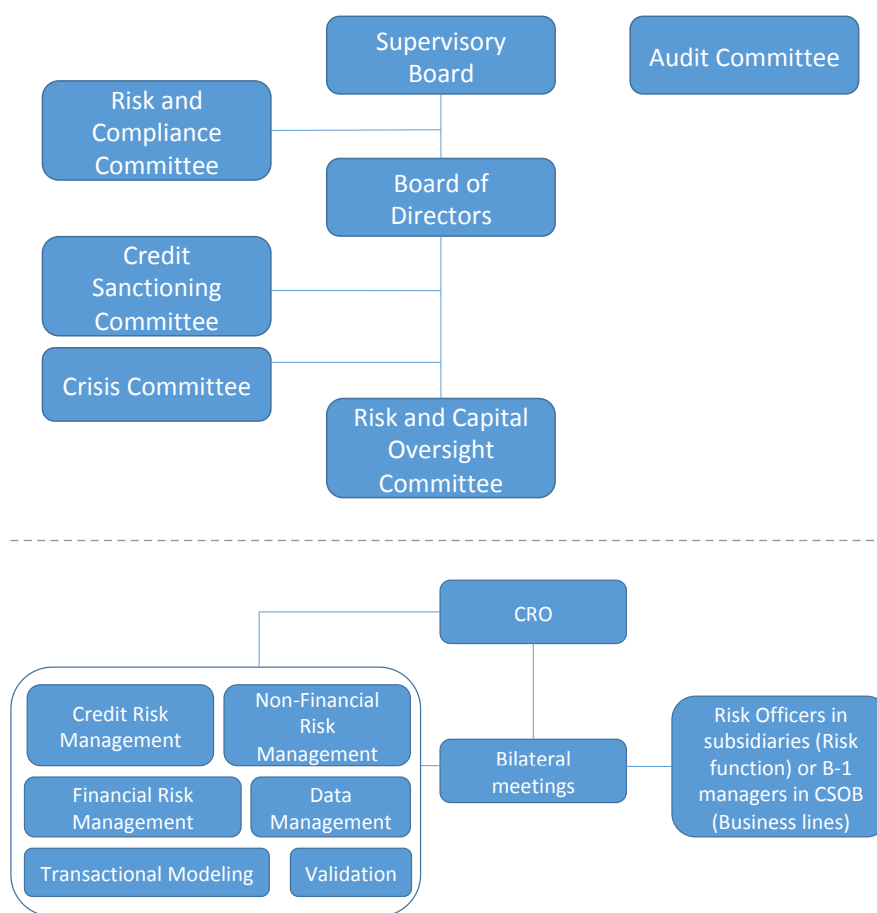 Supervisory
Board
Audit Committee
Risk and
Compliance
Committee
Board of
Directors
Credit
Sanctioning
Committee
Crisis Committee
Risk and Capital
Oversight
Committee
CRO
Credit Risk
Management
Non-Financial
Risk
Management
Financial Risk
Management
Data
Management
Transactional Modeling
Validation
Bilateral
meetings
Risk Officers in
subsidiaries (Risk
function) or B-1
managers in CSOB
(Business lines)